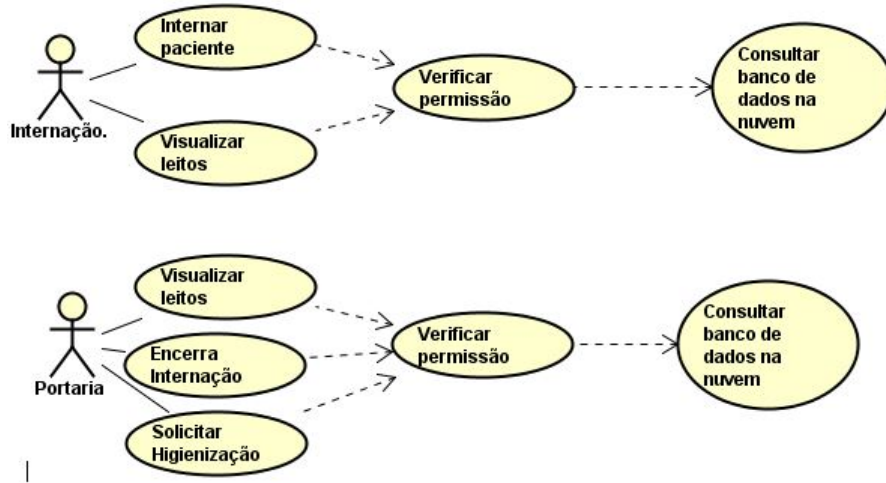 Internar
paciente
Verificar
permissão
Consultar
banco de
dados na
nuvem
Internação.
Visualizar
leitos
Visualizar
leitos
Encerra
Internação
Verificar
permissão
Consultar
banco de
dados na
nuvem
Portaria
Solicitar
Higienização